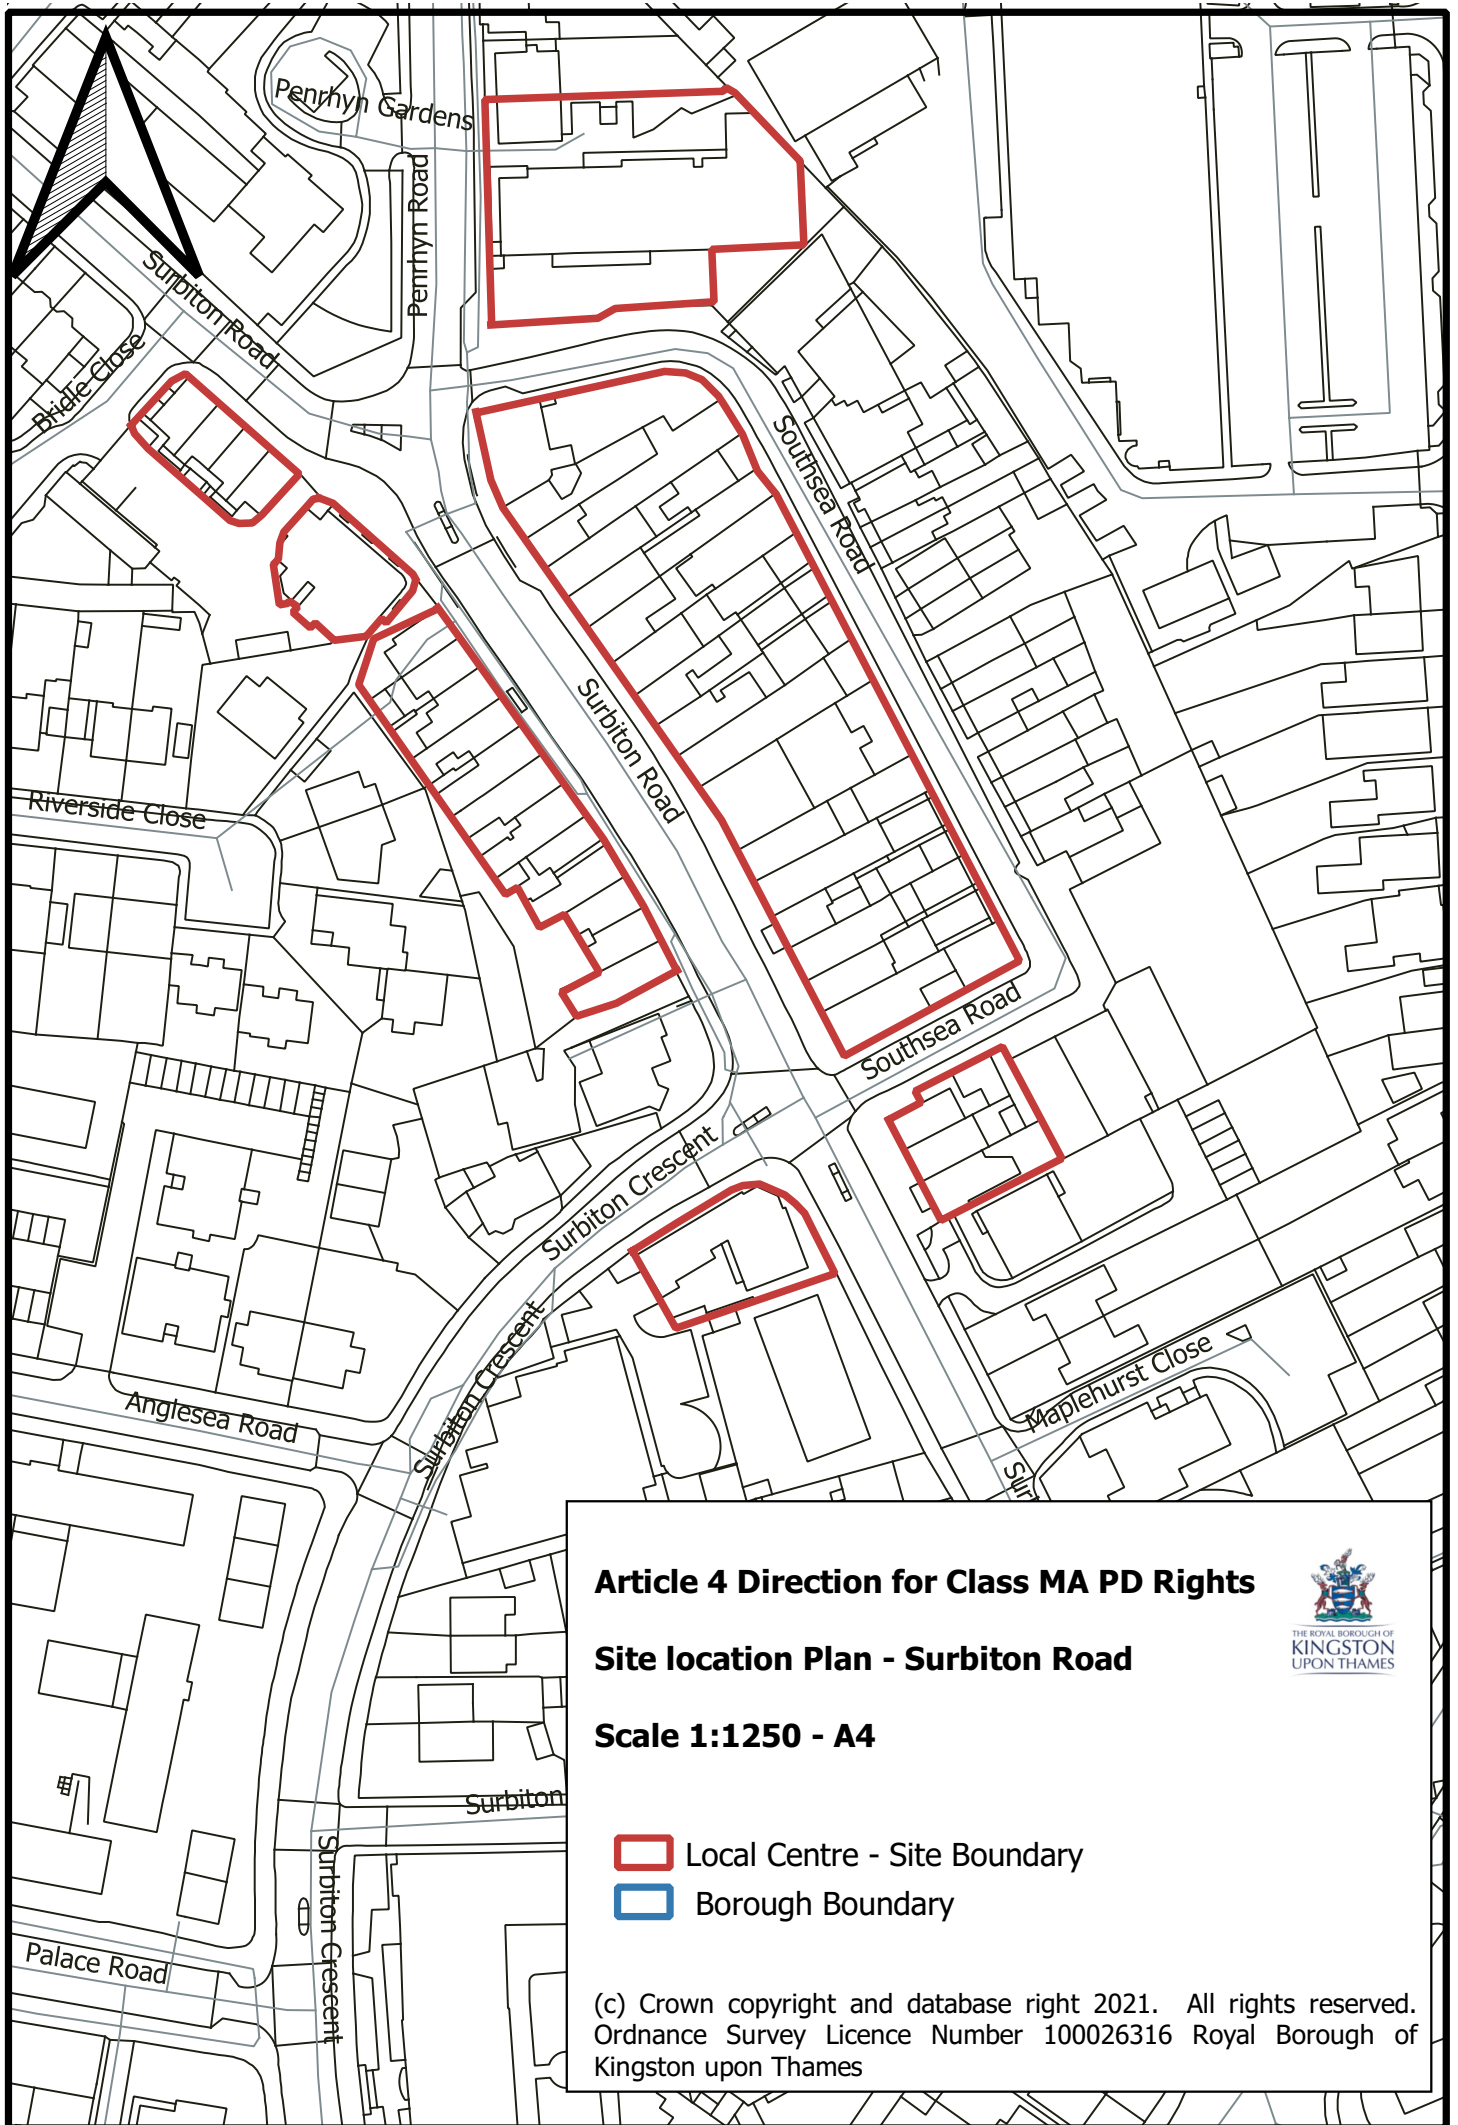 Penrhyn Gardens
Penrhyn Road
Surbiton Road
Bridle Close
Southsea Road
Surbiton Road
Riverside Close
Southsea Road
Surbiton Crescent
Surbiton Crescent
Anglesea Road
Maplehurst Close
Surb
Surbiton
Surbiton Crescent
Palace Road
Article 4 Direction for Class MA PD Rights
THE ROYAL BOROUGH OF
KINGSTON
UPON THAMES
Site location Plan - Surbiton Road
Scale 1:1250 - A4
Local Centre - Site Boundary
Borough Boundary
(c) Crown copyright and database right 2021. All rights reserved.
Ordnance Survey Licence Number 100026316 Royal Borough of
Kingston upon Thames